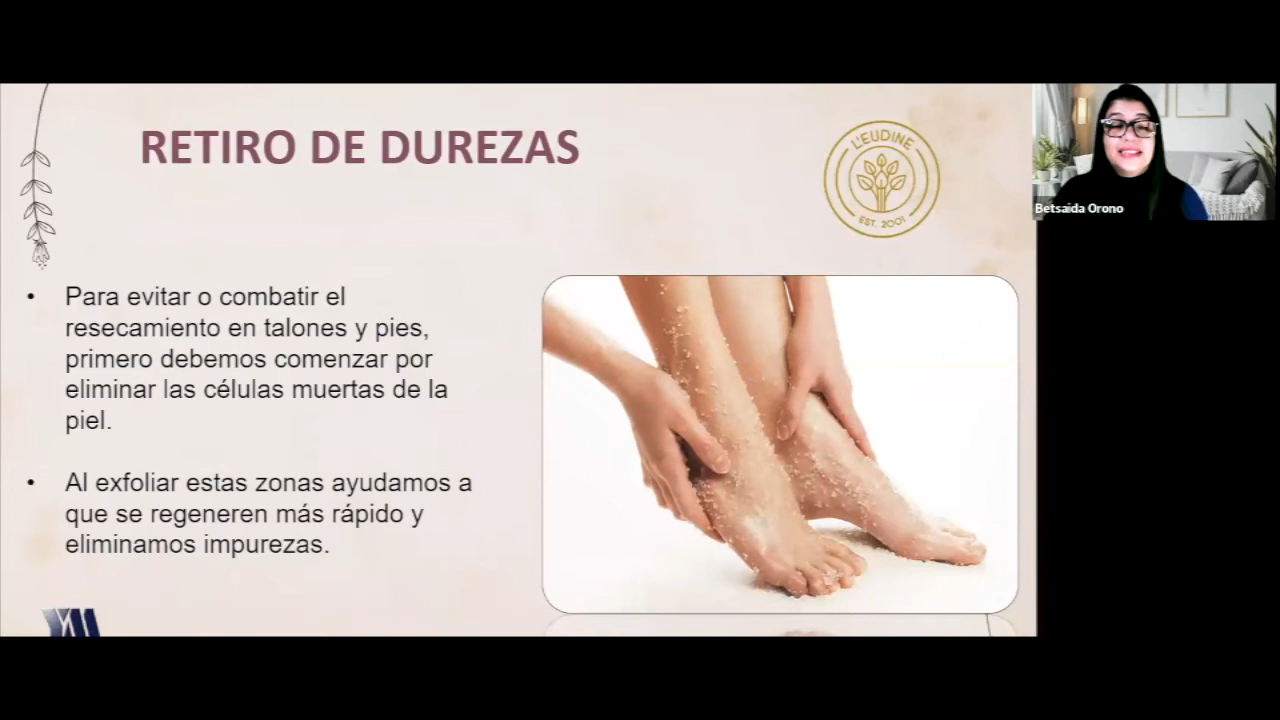 RETIRO DE DUREZAS
L'EUDINE
EST. 2001
Betsaida Orono
• Para evitar o combatir el
resecamiento en talones y pies,
primero debemos comenzar por
eliminar las células muertas de la
piel.
• Al exfoliar estas zonas ayudamos a
que se regeneren más rápido y
eliminamos impurezas.